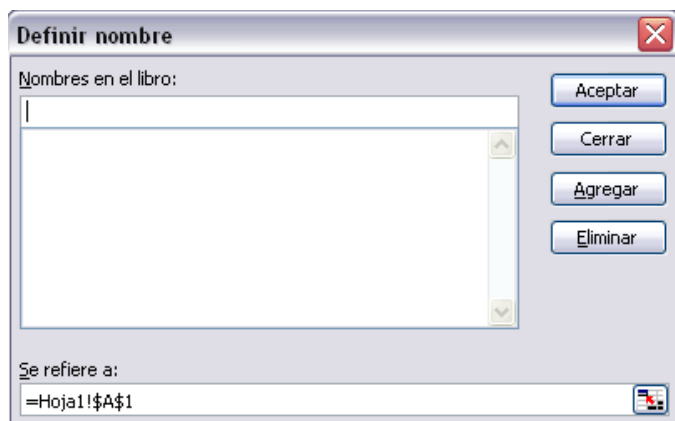 Definir nombre
Nombres en el libro:
Aceptar
Cerrar
Agregar
Eliminar
Se refiere a:
=Hoja1!$A$1